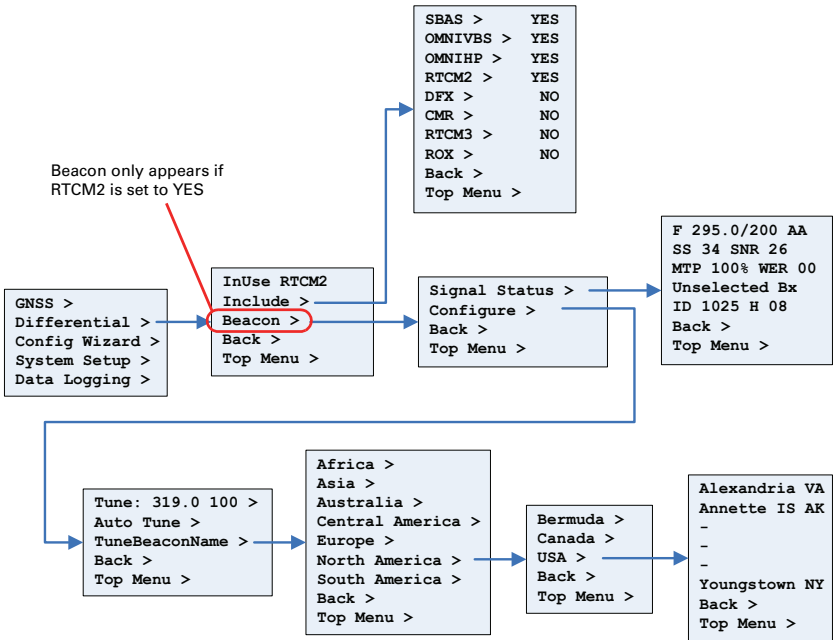 SBAS > YES
OMNIVBS > YES
OMNIHP > YES
RTCM2 > YES
DFX > NO
CMR > NO
RTCM3 > NO
ROX > NO
Back >
Top Menu >
Beacon only appears if
RTCM2 is set to YES
GNSS >
Differential >
Config Wizard >
System Setup >
Data Logging >
InUse RTCM2
Include >
Beacon >
Back >
Top Menu >
Signal Status >
Configure >
Back >
Top Menu >
F 295.0/200 AA
SS 34 SNR 26
MTP 100% WER 00
Unselected Bx
ID 1025 H 08
Back >
Top Menu >
Tune: 319.0 100 >
Auto Tune >
TuneBeaconName >
Back >
Top Menu >
Africa >
Asia >
Australia >
Central America >
Europe >
North America >
South America >
Back >
Top Menu >
Bermuda >
Canada >
USA >
Back >
Top Menu >
Alexandria VA
Annette IS AK
-
-
-
Youngstown NY
Back >
Top Menu >